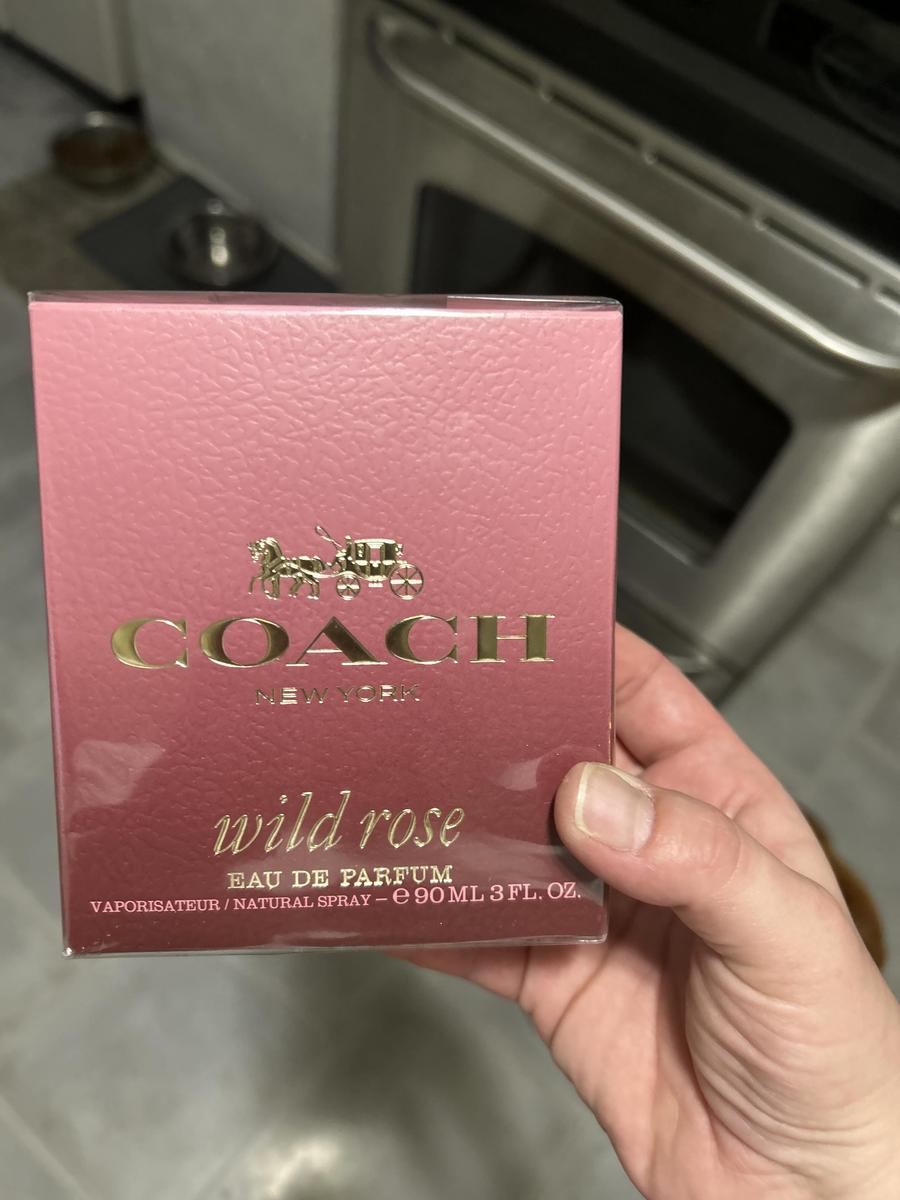 COACH
NEW YORK
wild rose
EAU DE PARFUM
VAPORISATEUR / NATURAL SPRAY – ℮ 90 ML 3 FL. OZ.